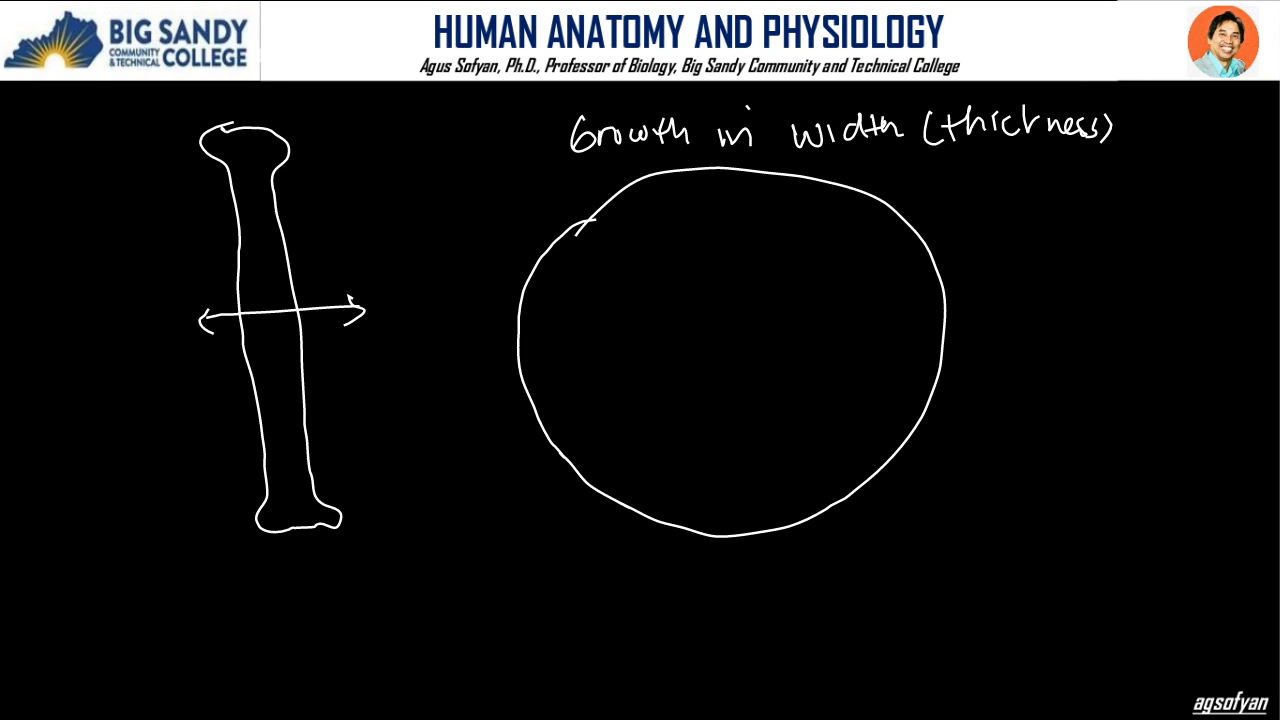 BIG SANDY
COMMUNITY
& TECHNICAL COLLEGE
HUMAN ANATOMY AND PHYSIOLOGY
Agus Sofyan, Ph.D., Professor of Biology, Big Sandy Community and Technical College
Growth in width (thickness)
agsofyan